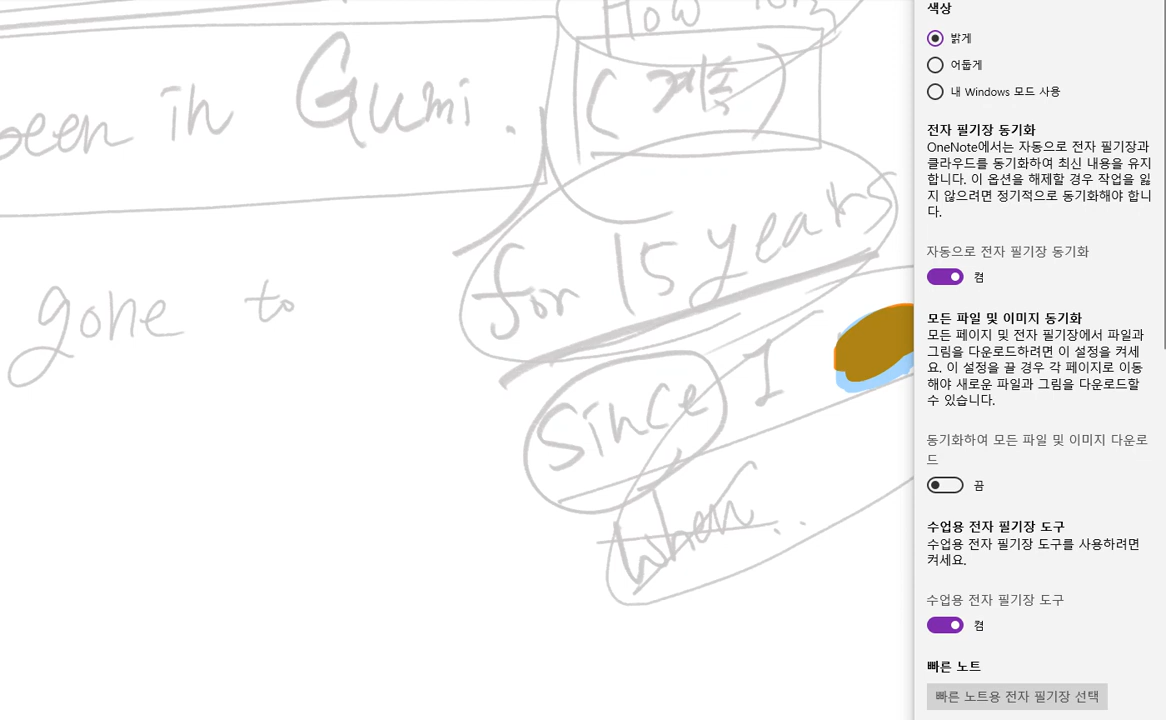 How long
been in Gumi.
(계속)
for 15 years
gone to
since I
when..
색상
밝게
어둡게
내 Windows 모드 사용
전자 필기장 동기화
OneNote에서는 자동으로 전자 필기장과
클라우드를 동기화하여 최신 내용을 유지
합니다. 이 옵션을 해제할 경우 작업을 잃
지 않으려면 정기적으로 동기화해야 합니
다.
자동으로 전자 필기장 동기화
켬
모든 파일 및 이미지 동기화
모든 페이지 및 전자 필기장에서 파일과
그림을 다운로드하려면 이 설정을 켜세
요. 이 설정을 끌 경우 각 페이지로 이동
해야 새로운 파일과 그림을 다운로드할
수 있습니다.
동기화하여 모든 파일 및 이미지 다운로
드
끔
수업용 전자 필기장 도구
수업용 전자 필기장 도구를 사용하려면
켜세요.
수업용 전자 필기장 도구
켬
빠른 노트
빠른 노트용 전자 필기장 선택